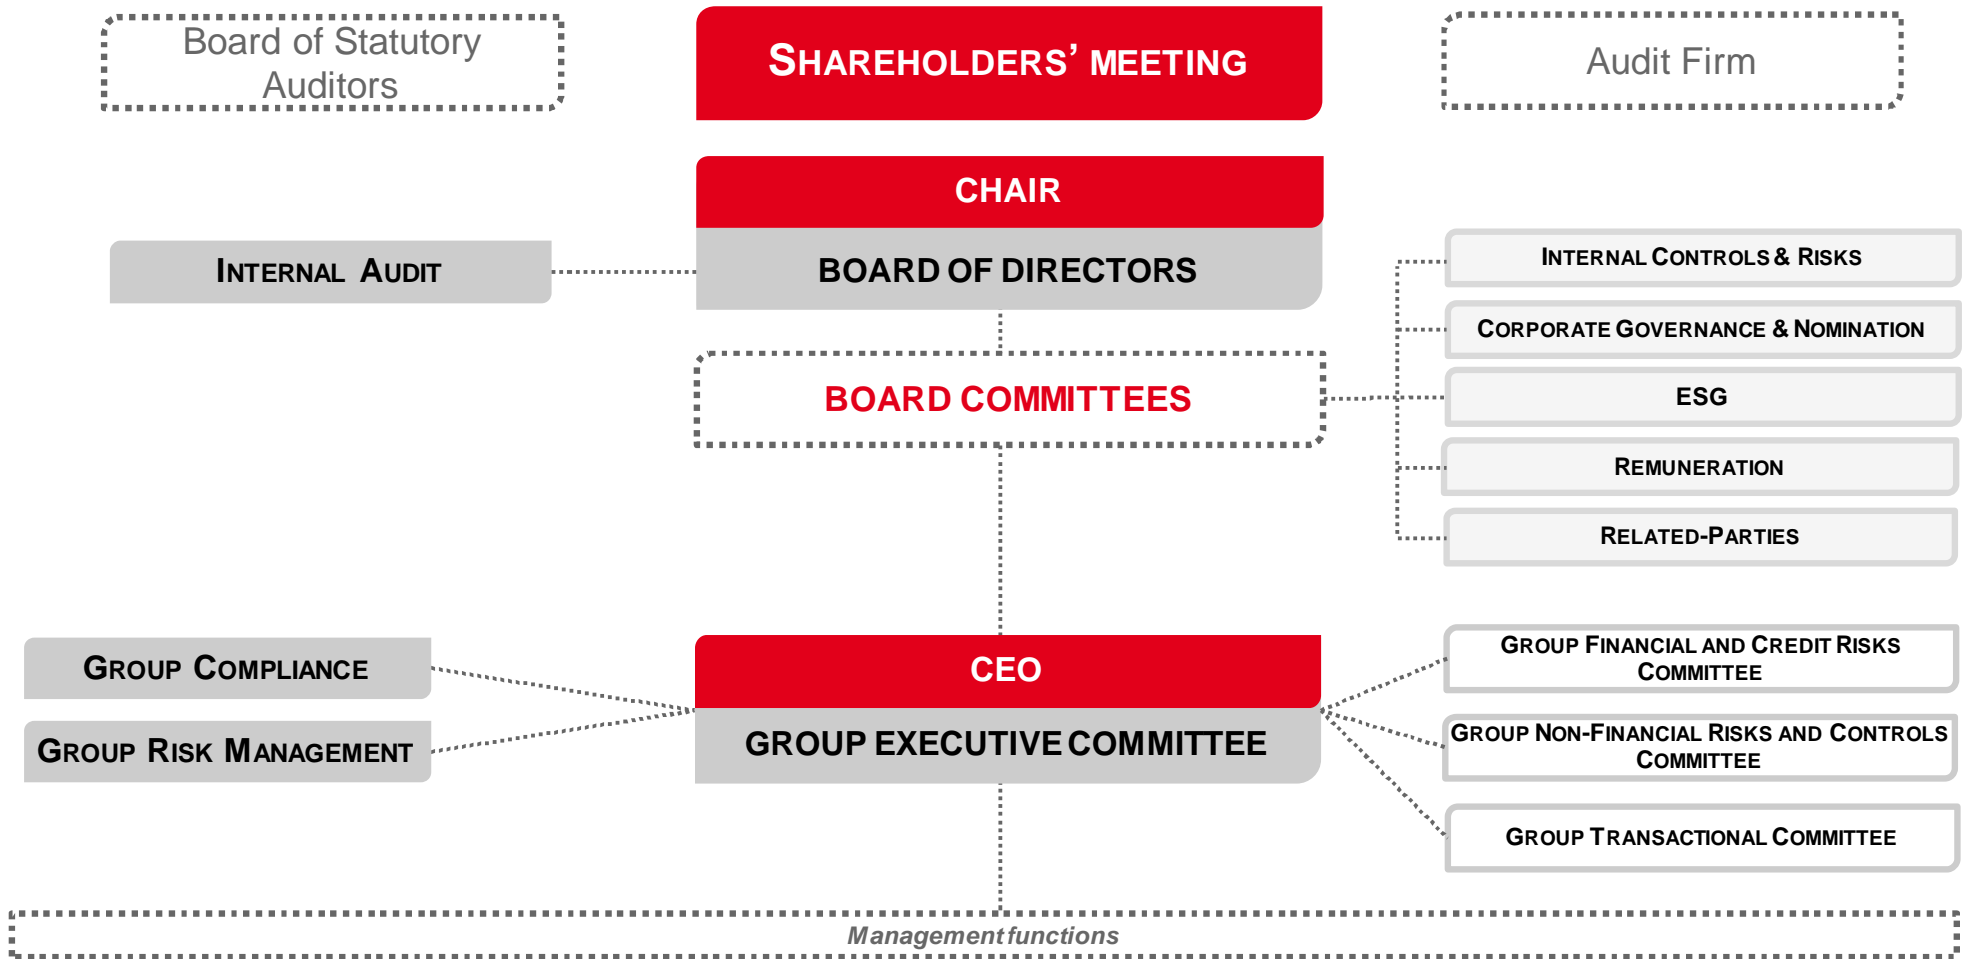 Board of Statutory
Auditors
SHAREHOLDERS’ MEETING
Audit Firm
CHAIR
INTERNAL AUDIT
BOARD OF DIRECTORS
INTERNAL CONTROLS & RISKS
CORPORATE GOVERNANCE & NOMINATION
BOARD COMMITTEES
ESG
REMUNERATION
RELATED-PARTIES
GROUP COMPLIANCE
CEO
GROUP FINANCIAL AND CREDIT RISKS
COMMITTEE
GROUP RISK MANAGEMENT
GROUP EXECUTIVE COMMITTEE
GROUP NON-FINANCIAL RISKS AND CONTROLS
COMMITTEE
GROUP TRANSACTIONAL COMMITTEE
Management functions